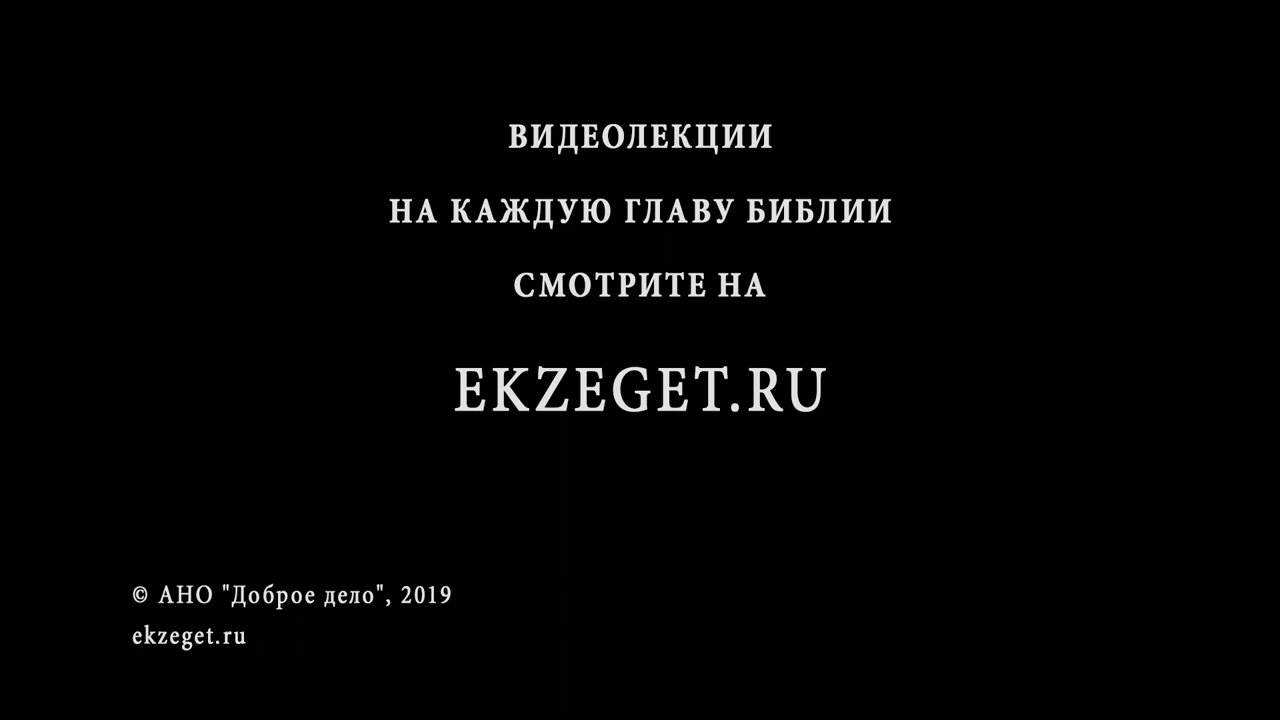 ВИДЕОЛЕКЦИИ
НА КАЖДУЮ ГЛАВУ БИБЛИИ
СМОТРИТЕ НА
EKZEGET.RU
© АНО "Доброе дело", 2019
ekzeget.ru